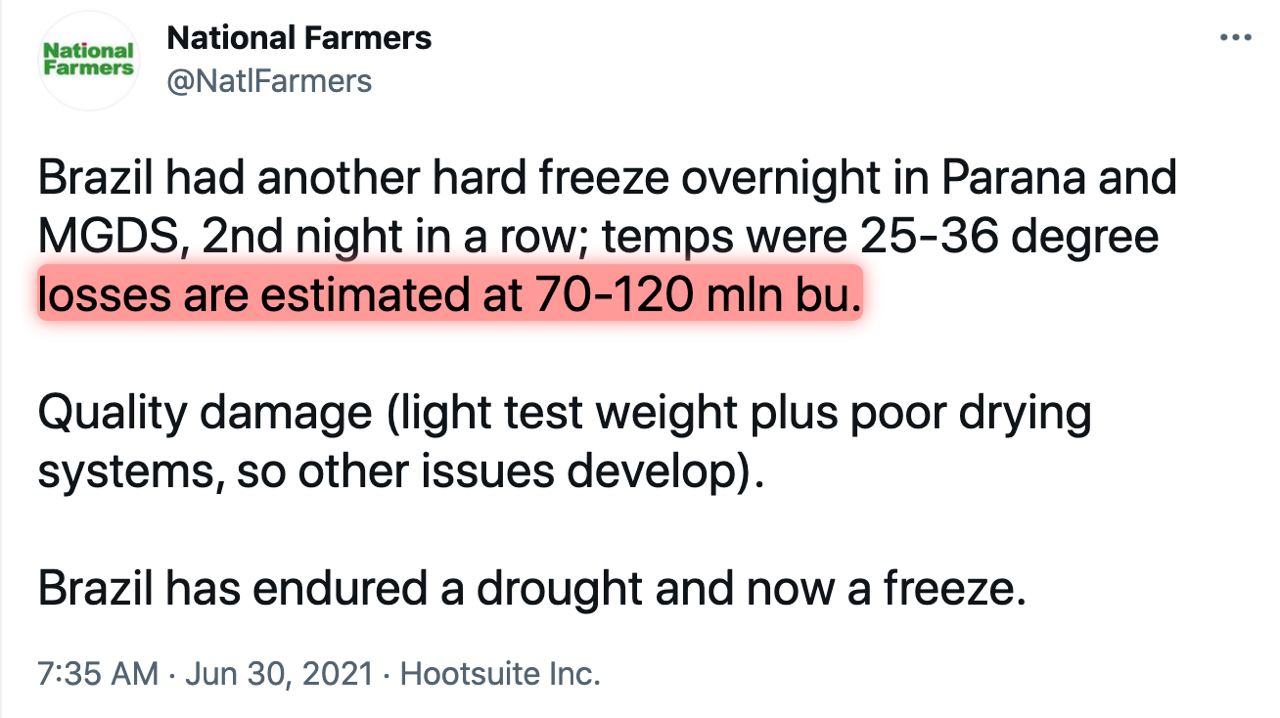 National
Farmers
National Farmers
@NatlFarmers
Brazil had another hard freeze overnight in Parana and
MGDS, 2nd night in a row; temps were 25-36 degree
losses are estimated at 70-120 mln bu.
Quality damage (light test weight plus poor drying
systems, so other issues develop).
Brazil has endured a drought and now a freeze.
7:35 AM · Jun 30, 2021 · Hootsuite Inc.